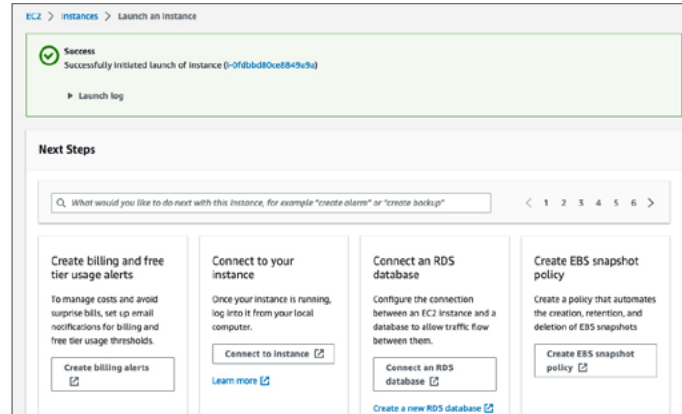 EC2 > Instances > Launch an instance
Success
Successfully initiated launch of instance (i-0fdbbd80ce8849a9a)
▶ Launch log
Next Steps
What would you like to do next with this instance, for example "create alarm" or "create backup"
< 1 2 3 4 5 6 >
Create billing and free
tier usage alerts
To manage costs and avoid
surprise bills, set up email
notifications for billing and
free tier usage thresholds.
Create billing alerts
Connect to your
instance
Once your instance is running,
log into it from your local
computer.
Connect to instance
Learn more
Connect an RDS
database
Configure the connection
between an EC2 instance and a
database to allow traffic flow
between them.
Connect an RDS
database
Create a new RDS database
Create EBS snapshot
policy
Create a policy that automates
the creation, retention, and
deletion of EBS snapshots
Create EBS snapshot
policy